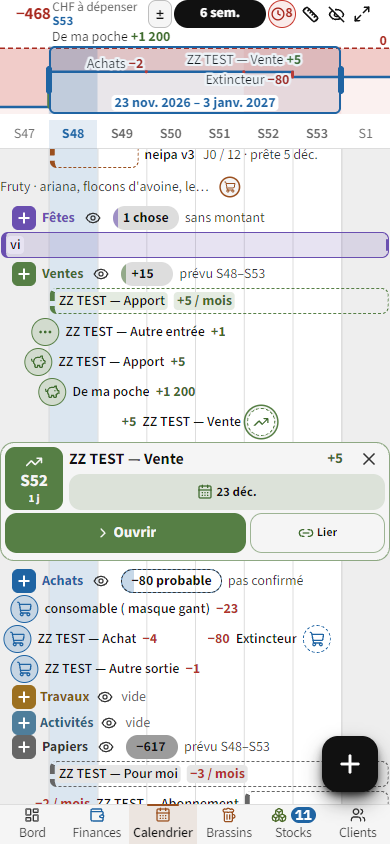 −468 CHF à dépenser
S53
± 6 sem. 8
De ma poche +1 200
0
Achats −2 ZZ TEST — Vente +5
Extincteur −80
23 nov. 2026 – 3 janv. 2027
S47 S48 S49 S50 S51 S52 S53 S1
neipa v3 J0 / 12 · prête 5 déc.
Fruty · ariana, flocons d'avoine, le…
Fêtes 1 chose sans montant
vi
Ventes +15 prévu S48–S53
ZZ TEST — Apport +5 / mois
ZZ TEST — Autre entrée +1
ZZ TEST — Apport +5
De ma poche +1 200
+5 ZZ TEST — Vente
ZZ TEST — Vente +5
S52
1 j
23 déc.
Ouvrir
Lier
Achats −80 probable pas confirmé
consomable ( masque gant) −23
ZZ TEST — Achat −4 −80 Extincteur
ZZ TEST — Autre sortie −1
Travaux vide
Activités vide
Papiers −617 prévu S48–S53
ZZ TEST — Pour moi −3 / mois
−2 / mois ZZ TEST — Abonnement
Bord Finances Calendrier Brassins Stocks 11 Clients